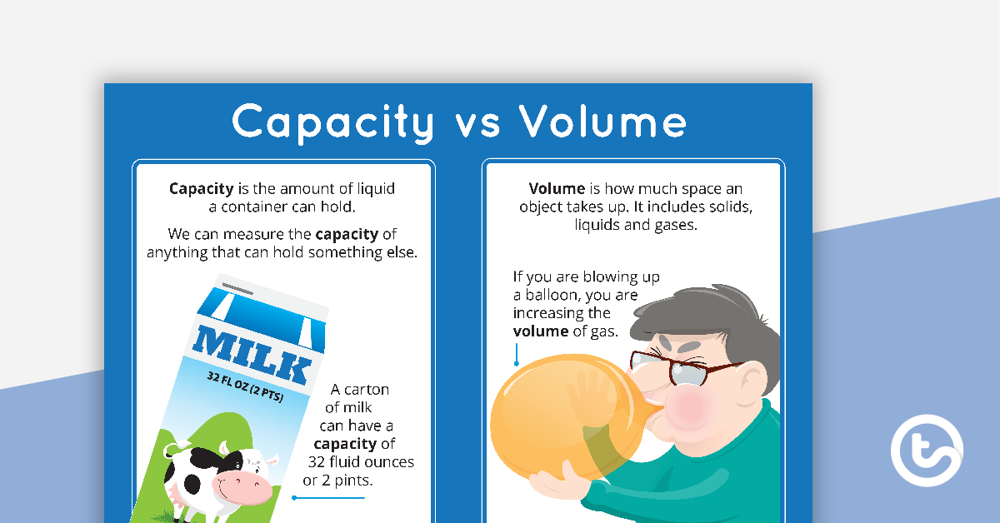 Capacity vs Volume
Capacity is the amount of liquid
a container can hold.
We can measure the capacity of
anything that can hold something else.
MILK
32 FL OZ (2 PTS)
A carton
of milk
can have a
capacity of
32 fluid ounces
or 2 pints.
Volume is how much space an
object takes up. It includes solids,
liquids and gases.
If you are blowing up
a balloon, you are
increasing the
volume of gas.
t